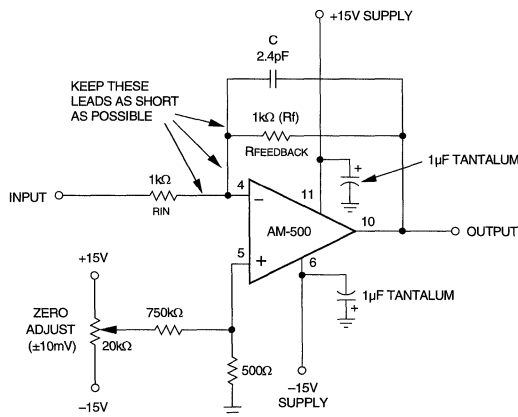 +15V SUPPLY
C
2.4pF
KEEP THESE
LEADS AS SHORT
AS POSSIBLE
1kΩ (Rf)
RFEEDBACK
+
1µF TANTALUM
1kΩ
INPUT
RIN
4
−
11
AM-500
10
OUTPUT
5
+
6
+15V
1µF TANTALUM
+
ZERO
ADJUST
(±10mV)
750kΩ
20kΩ
500Ω
−15V
−15V
SUPPLY